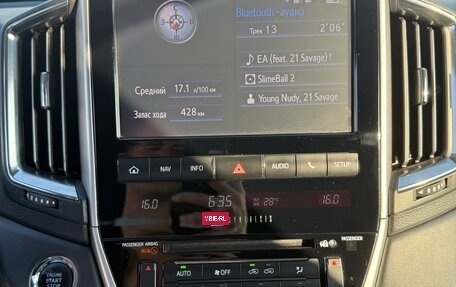 Bluetooth-аудио
Трек 13 2'06"
EA (feat. 21 Savage) !
SlimeBall 2
Young Nudy, 21 Savage
Средний 17.1 л/100 км
Запас хода 428 км
NAV INFO AUDIO SETUP
16.0 6:35 OUT SIDE 28°C 16.0
PASSENGER AIRBAG
PASSENGER
ENGINE START STOP
AUTO OFF